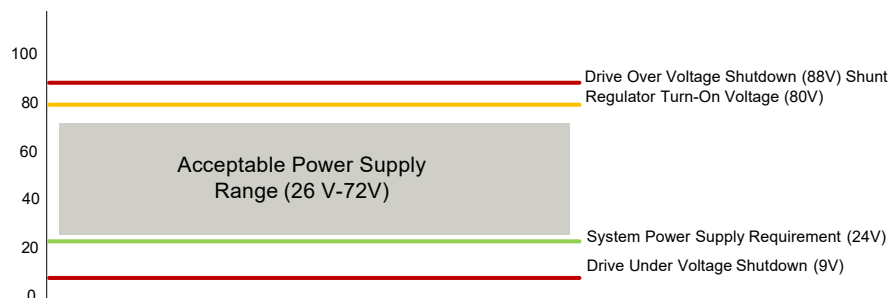 100
Drive Over Voltage Shutdown (88V) Shunt
80
Regulator Turn-On Voltage (80V)
60
Acceptable Power Supply
Range (26 V-72V)
40
20
System Power Supply Requirement (24V)
Drive Under Voltage Shutdown (9V)
0